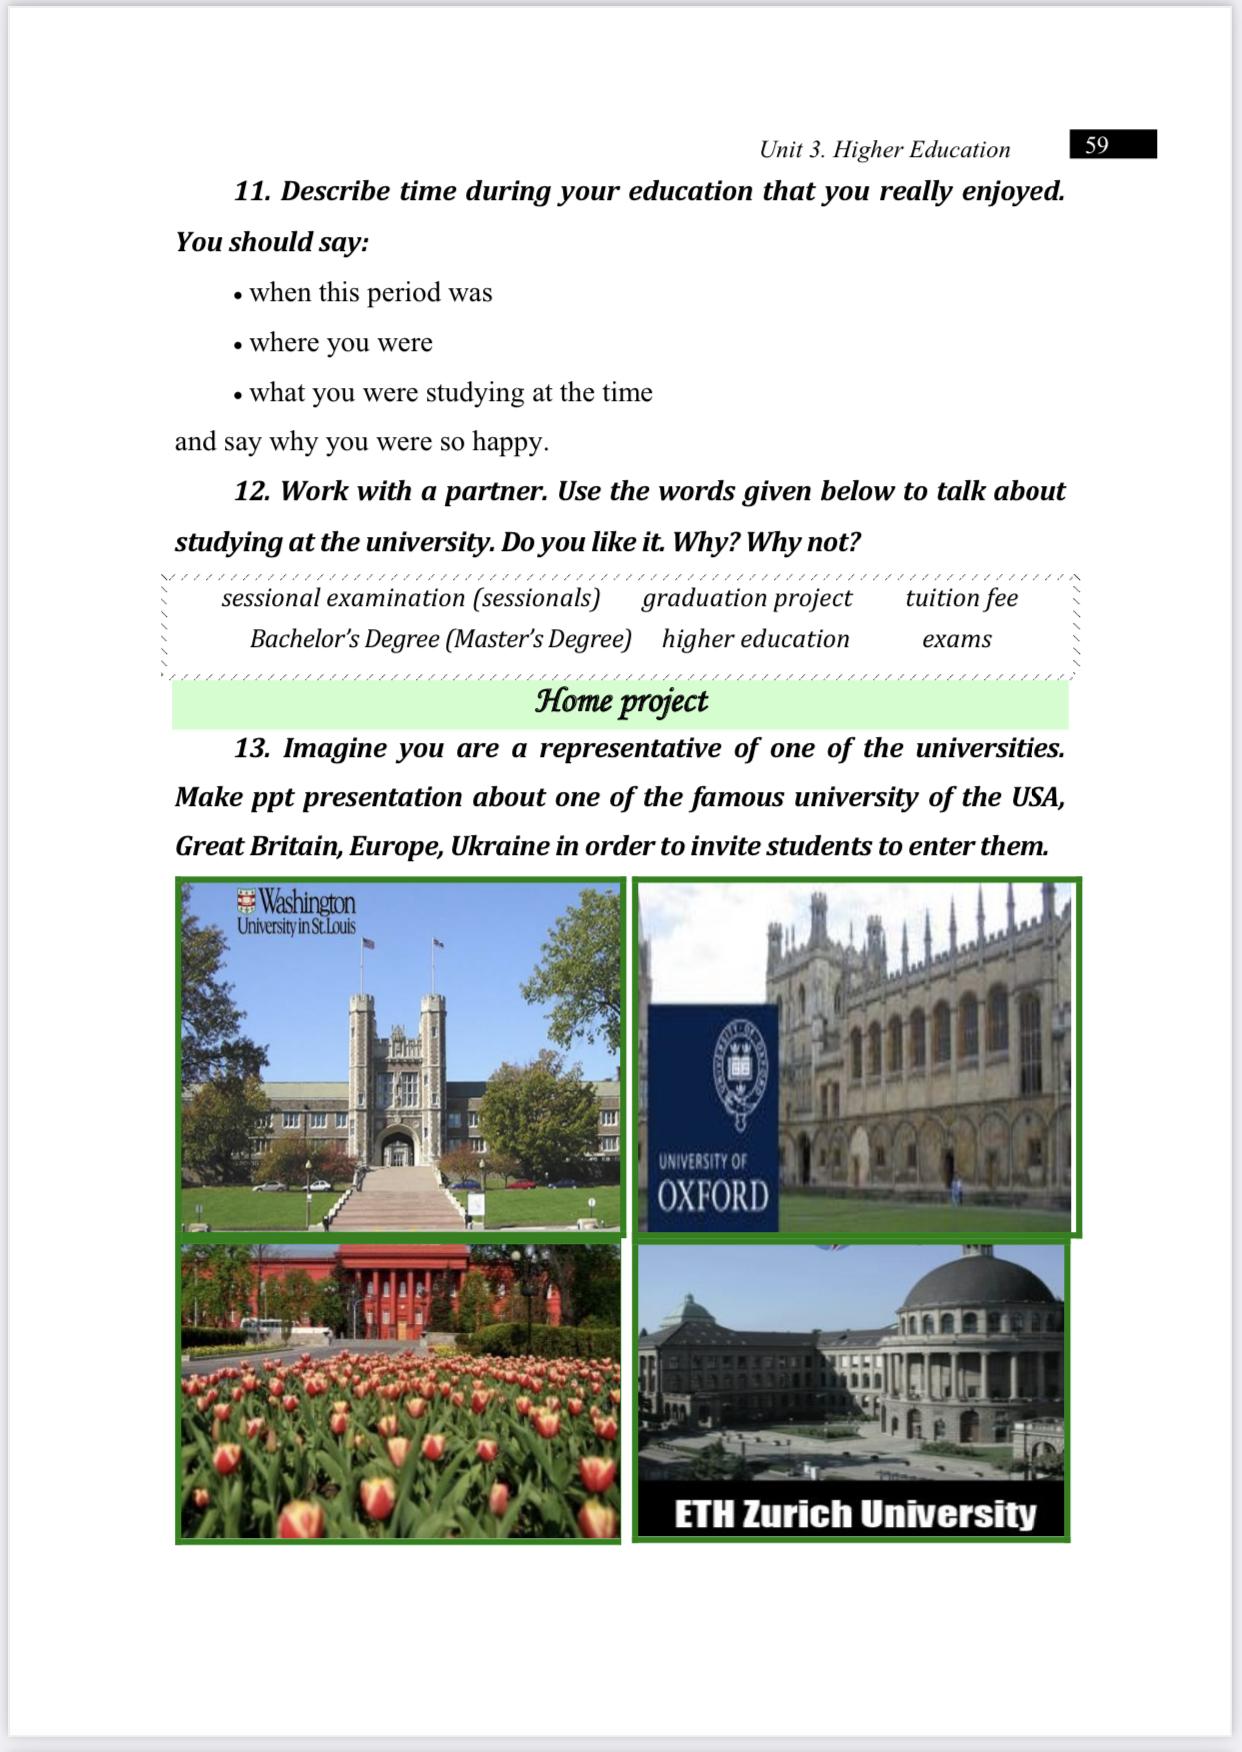 Unit 3. Higher Education 59
11. Describe time during your education that you really enjoyed.
You should say:
• when this period was
• where you were
• what you were studying at the time
and say why you were so happy.
12. Work with a partner. Use the words given below to talk about
studying at the university. Do you like it. Why? Why not?
sessional examination (sessionals) graduation project tuition fee
Bachelor's Degree (Master's Degree) higher education exams
Home project
13. Imagine you are a representative of one of the universities.
Make ppt presentation about one of the famous university of the USA,
Great Britain, Europe, Ukraine in order to invite students to enter them.
Washington
University in St. Louis
UNIVERSITY OF OXFORD
UNIVERSITY OF
OXFORD
ETH Zurich University